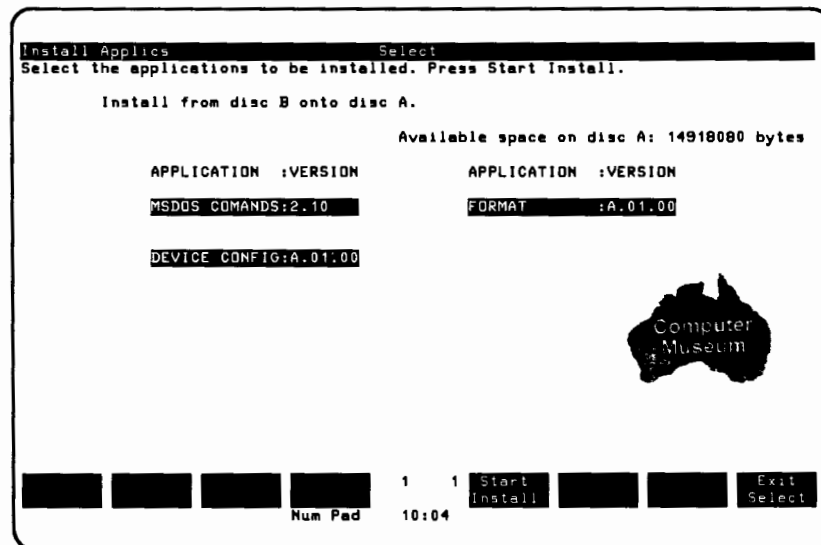 Install Applics Select
Select the applications to be installed. Press Start Install.
Install from disc B onto disc A.
Available space on disc A: 14918080 bytes
APPLICATION :VERSION APPLICATION :VERSION
MSDOS COMANDS:2.10 FORMAT :A.01.00
DEVICE CONFIG:A.01.00
Computer
Museum
1 1 Start Install Exit Select
Num Pad 10:04